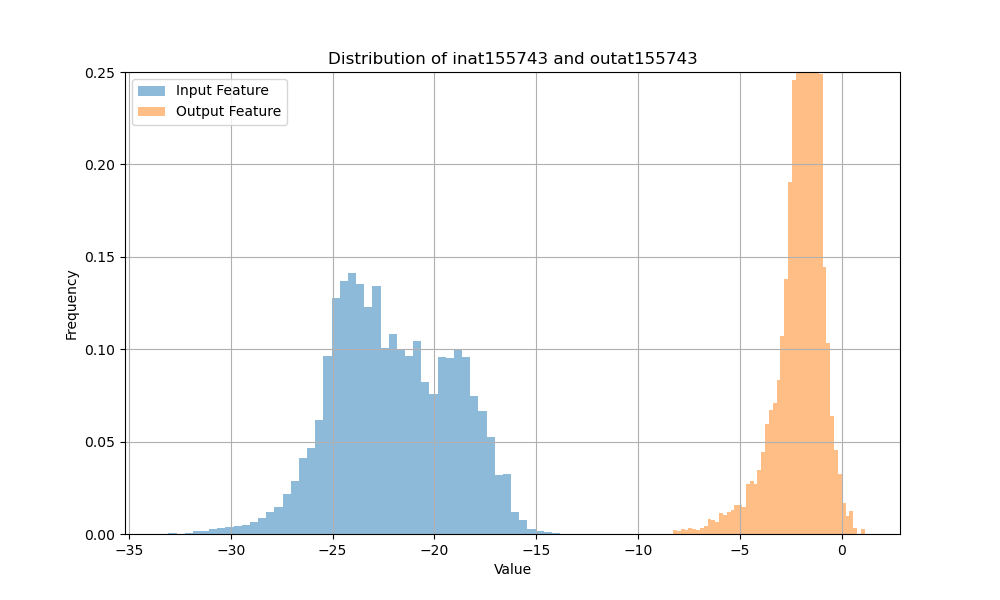 Distribution of inat155743 and outat155743
Input Feature
Output Feature
Frequency
0.25
0.20
0.15
0.10
0.05
0.00
−35 −30 −25 −20 −15 −10 −5 0
Value